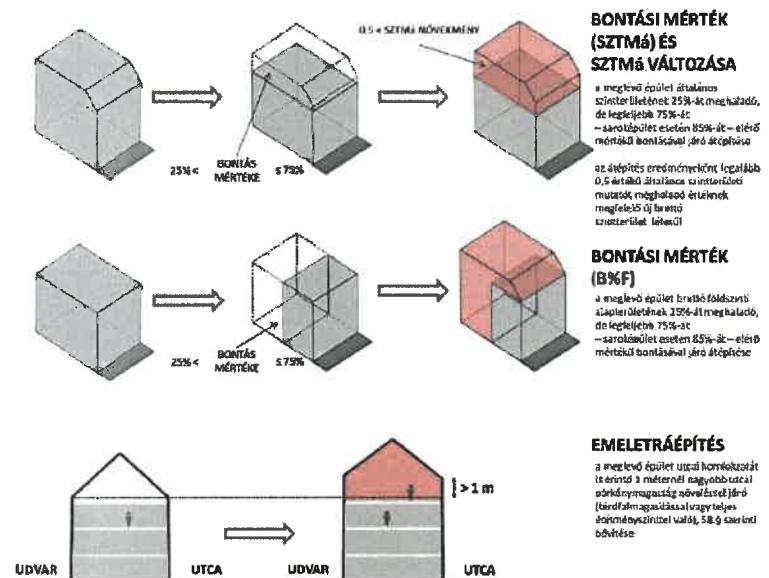 0,5 < SZTMá NÖVEKMÉNY
25% <
BONTÁS
MÉRTÉKE
≤ 75%
BONTÁSI MÉRTÉK
(SZTMá) ÉS
SZTMá VÁLTOZÁSA
a meglévő épület általános
szintterületének 25%-át meghaladó,
de legfeljebb 75%-át
– saroképület esetén 85%-át – elérő
mértékű bontásával járó átépítése
az átépítés eredményeként legalább
0,5 értékű általános szintterületi
mutatót meghaladó értéknek
megfelelő új bruttó
szintterület létesül
25% <
BONTÁS
MÉRTÉKE
≤ 75%
BONTÁSI MÉRTÉK
(B%F)
a meglevő épület bruttó földszinti
alapterületének 25%-át meghaladó,
de legfeljebb 75%-át
– saroképület esetén 85%-át – elérő
mértékű bontásával járó átépítése
> 1 m
UDVAR
UTCA
UDVAR
UTCA
EMELETRÁÉPÍTÉS
a meglevő épület utcai homlokzatát
is érintő 1 méternél nagyobb utcai
párkánymagasság növeléssel járó
(térdfalmagasítással vagy teljes
építményszinttel való), 58.§ szerinti
bővítése